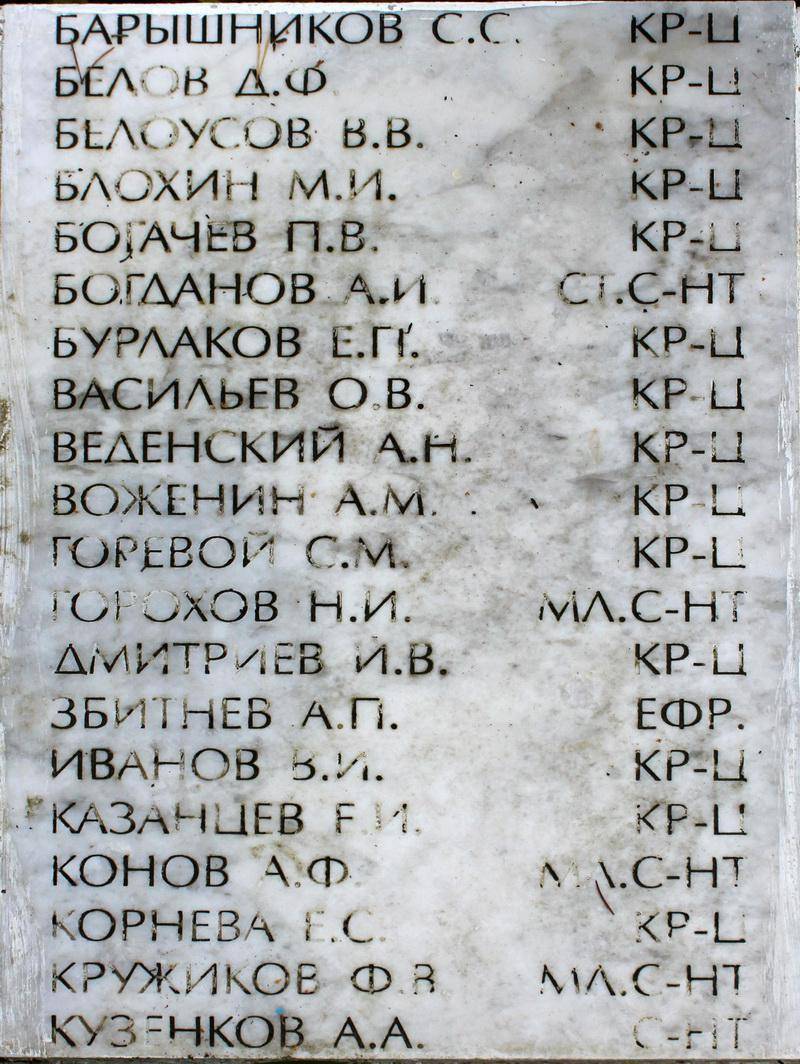 БАРЫШНИКОВ С.С. КР-Ц
БЕЛОВ Д.Ф КР-Ц
БЕЛОУСОВ В.В. КР-Ц
БЛОХИН М.И. КР-Ц
БОГАЧЕВ П.В. КР-Ц
БОГДАНОВ А.И. СТ.С-НТ
БУРЛАКОВ Е.П. КР-Ц
ВАСИЛЬЕВ О.В. КР-Ц
ВЕДЕНСКИЙ А.Н. КР-Ц
ВОЖЕНИН А.М. КР-Ц
ГОРЕВОЙ С.М. КР-Ц
ГОРОХОВ Н.И. МЛ.С-НТ
ДМИТРИЕВ И.В. КР-Ц
ЗБИТНЕВ А.П. ЕФР.
ИВАНОВ В.И. КР-Ц
КАЗАНЦЕВ Е.И. КР-Ц
КОНОВ А.Ф. МЛ.С-НТ
КОРНЕВА Е.С. КР-Ц
КРУЖИКОВ Ф.В. МЛ.С-НТ
КУЗЕНКОВ А.А. С-НТ